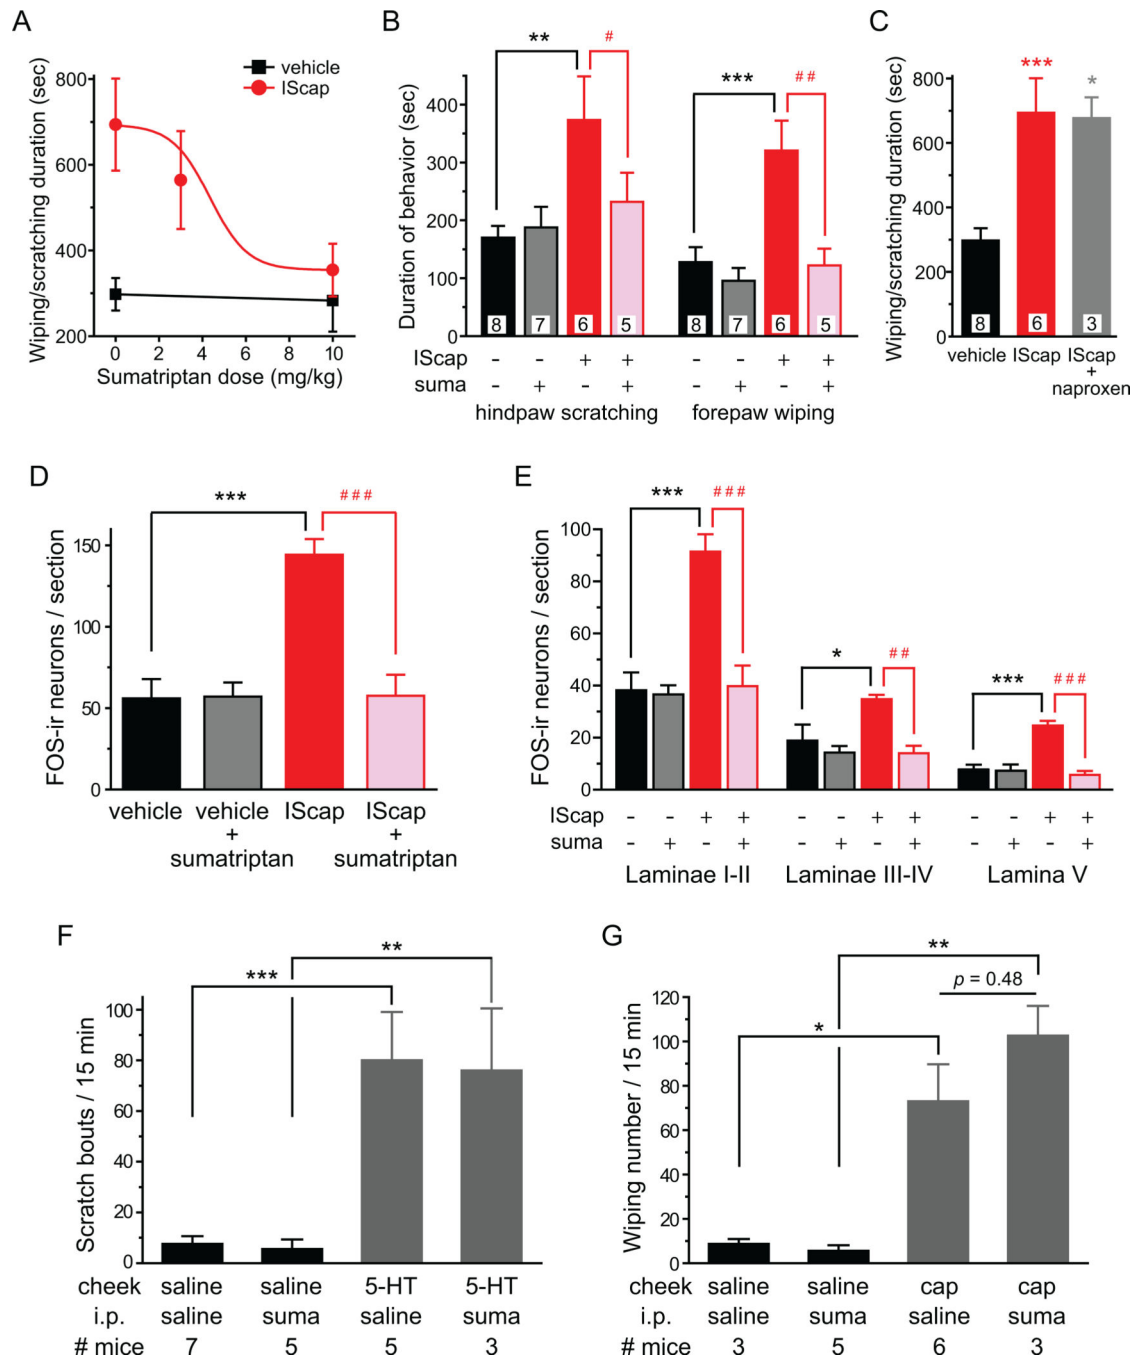 A
Wiping/scratching duration (sec)
800
600
400
200
vehicle
IScap
0 2 4 6 8 10
Sumatriptan dose (mg/kg)
B
Duration of behavior (sec)
400
300
200
100
0
** # *** ##
8 7 6 5 8 7 6 5
IScap - - + + - - + +
suma - + - + - + - +
hindpaw scratching forepaw wiping
C
Wiping/scratching duration (sec)
800
600
400
200
0
*** *
8 6 3
vehicle IScap IScap
+
naproxen
D
FOS-ir neurons / section
150
100
50
0
*** ###
vehicle vehicle IScap IScap
+ +
sumatriptan sumatriptan
E
FOS-ir neurons / section
100
80
60
40
20
0
*** ### * ## *** ###
IScap - - + + - - + + - - + +
suma - + - + - + - + - + - +
Laminae I-II Laminae III-IV Lamina V
F
Scratch bouts / 15 min
100
80
60
40
20
0
**
***
cheek saline saline 5-HT 5-HT
i.p. saline suma saline suma
# mice 7 5 5 3
G
Wiping number / 15 min
120
100
80
60
40
20
0
**
p = 0.48
*
cheek saline saline cap cap
i.p. saline suma saline suma
# mice 3 5 6 3